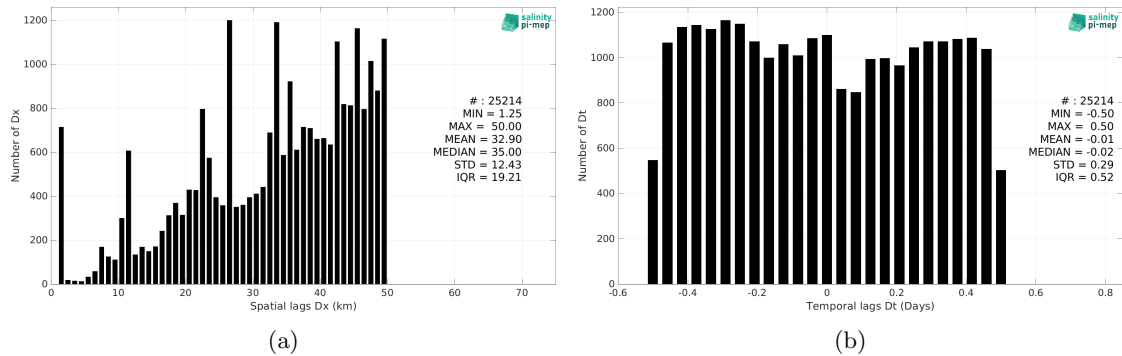 1200
1000
800
600
400
200
0
Number of Dx
salinity
pi-mep
# : 25214
MIN = 1.25
MAX = 50.00
MEAN = 32.90
MEDIAN = 35.00
STD = 12.43
IQR = 19.21
0 10 20 30 40 50 60 70
Spatial lags Dx (km)
(a)
1200
1000
800
600
400
200
0
Number of Dt
salinity
pi-mep
# : 25214
MIN = -0.50
MAX = 0.50
MEAN = -0.01
MEDIAN = -0.02
STD = 0.29
IQR = 0.52
-0.6 -0.4 -0.2 0 0.2 0.4 0.6 0.8
Temporal lags Dt (Days)
(b)